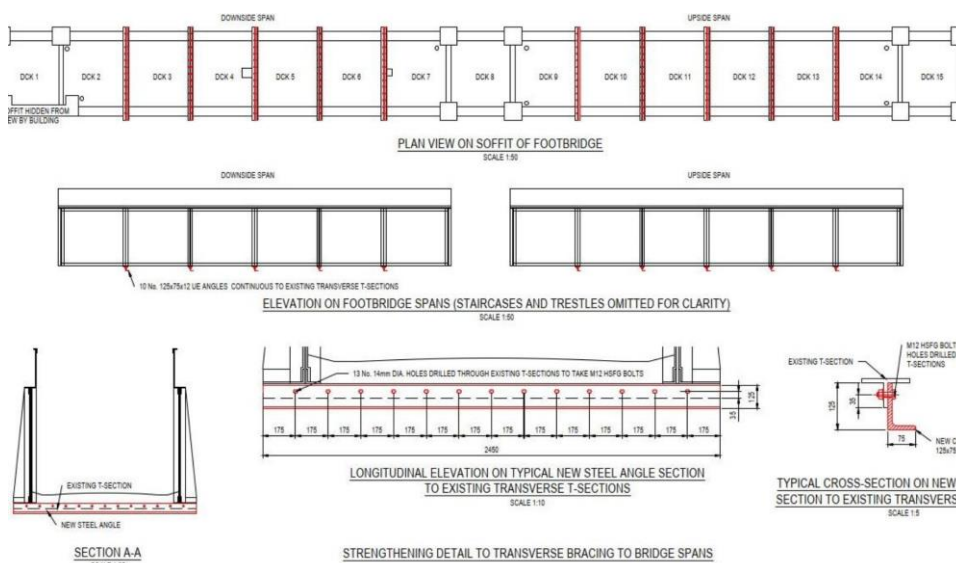 DOWNSIDE SPAN
UPSIDE SPAN
DCK 1
DCK 2
DCK 3
DCK 4
DCK 5
DCK 6
DCK 7
DCK 8
DCK 9
DCK 10
DCK 11
DCK 12
DCK 13
DCK 14
DCK 15
OFFIT HIDDEN FROM
EW BY BUILDING
PLAN VIEW ON SOFFIT OF FOOTBRIDGE
SCALE 1:50
DOWNSIDE SPAN
UPSIDE SPAN
10 No. 125x75x12 UE ANGLES CONTINUOUS TO EXISTING TRANSVERSE T-SECTIONS
ELEVATION ON FOOTBRIDGE SPANS (STAIRCASES AND TRESTLES OMITTED FOR CLARITY)
SCALE 1:50
EXISTING T-SECTION
NEW STEEL ANGLE
SECTION A-A
13 No. 14mm DIA. HOLES DRILLED THROUGH EXISTING T-SECTIONS TO TAKE M12 HSFG BOLTS
125
35
175 175 175 175 175 175 175 175 175 175 175 175 175 175
2450
LONGITUDINAL ELEVATION ON TYPICAL NEW STEEL ANGLE SECTION
TO EXISTING TRANSVERSE T-SECTIONS
SCALE 1:10
M12 HSFG BOLT
HOLES DRILLED
T-SECTIONS
EXISTING T-SECTION
125
35
75
NEW C
125x75
TYPICAL CROSS-SECTION ON NEW
SECTION TO EXISTING TRANSVERS
SCALE 1:5
STRENGTHENING DETAIL TO TRANSVERSE BRACING TO BRIDGE SPANS